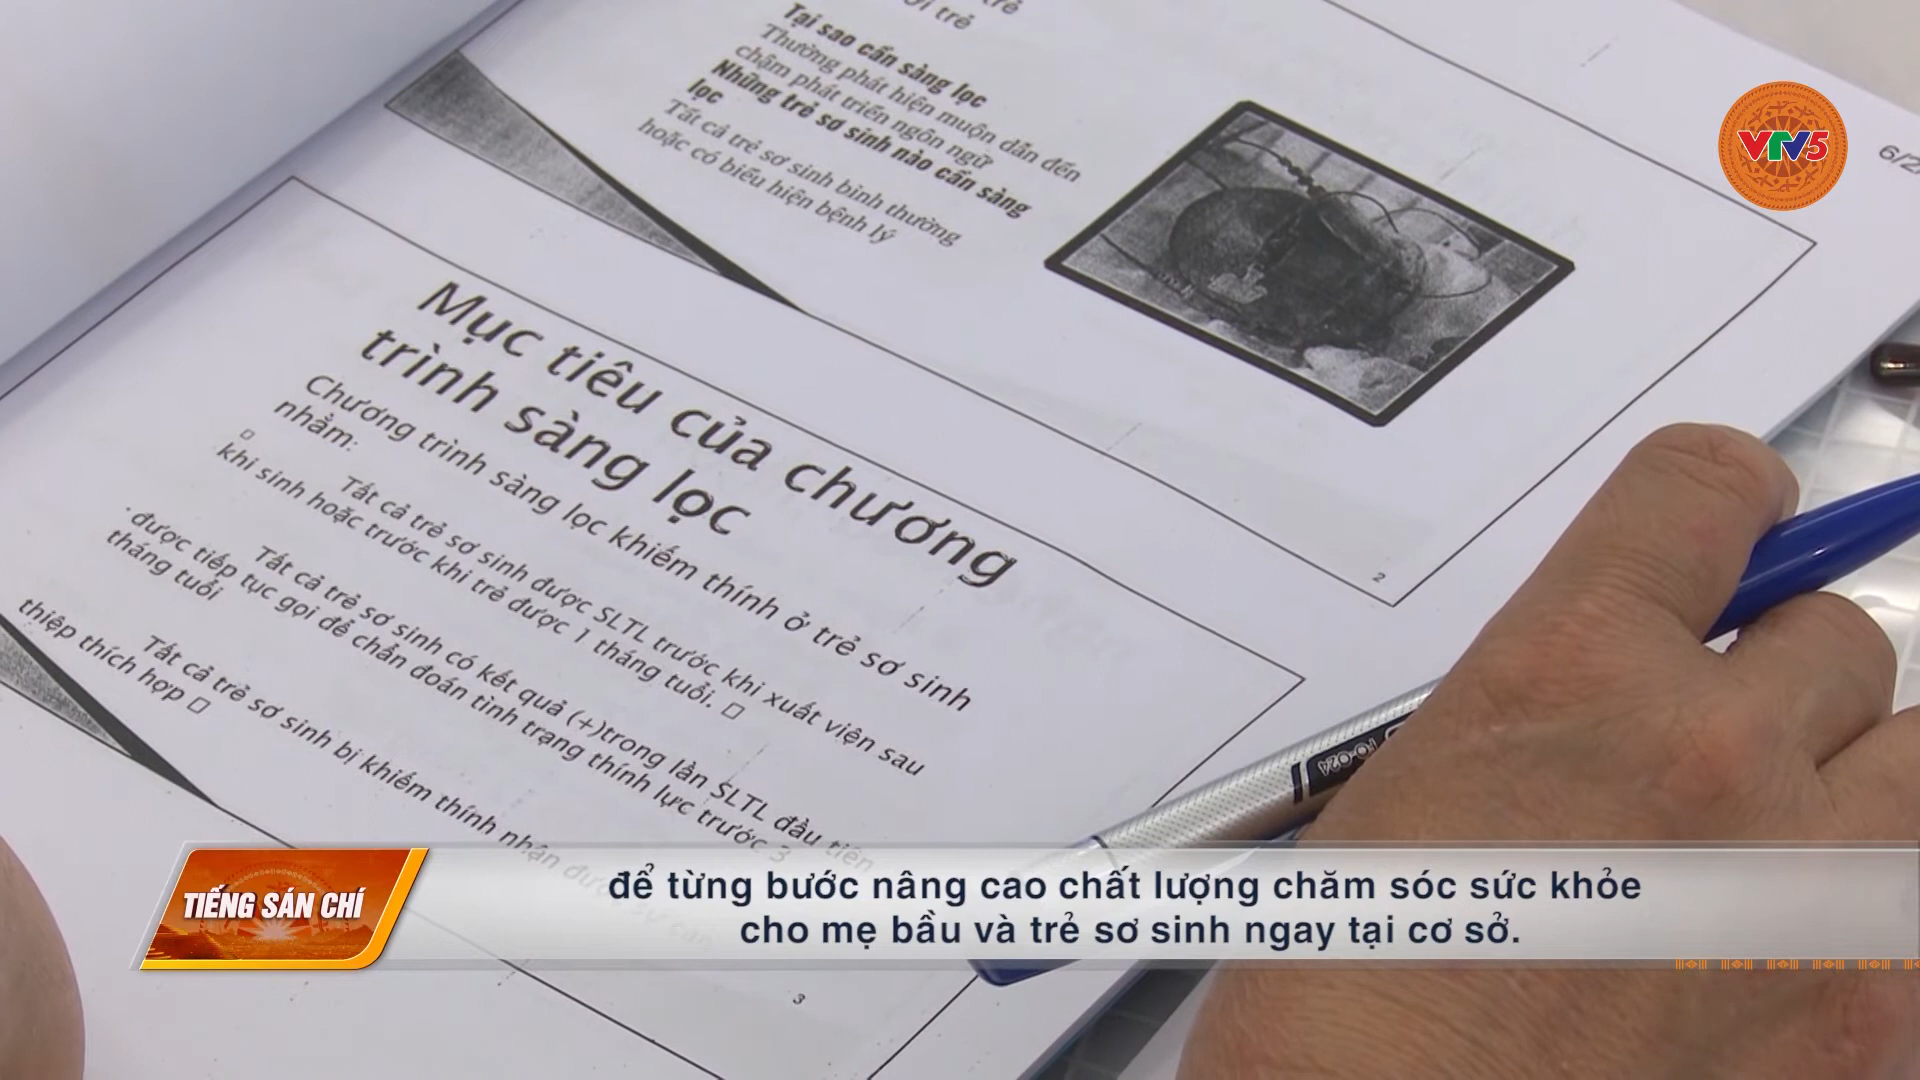 ơi trẻ
Tại sao cần sàng lọc
Thường phát hiện muộn dẫn đến
chậm phát triển ngôn ngữ
Những trẻ sơ sinh nào cần sàng
lọc
Tất cả trẻ sơ sinh bình thường
hoặc có biểu hiện bệnh lý
VTV5
6/2
2
Mục tiêu của chương
trình sàng lọc
Chương trình sàng lọc khiếm thính ở trẻ sơ sinh
nhằm:
Tất cả trẻ sơ sinh được SLTL trước khi xuất viện sau
khi sinh hoặc trước khi trẻ được 1 tháng tuổi.
Tất cả trẻ sơ sinh có kết quả (+)trong lần SLTL đầu tiên
được tiếp tục gọi để chẩn đoán tình trạng thính lực trước 3
tháng tuổi
Tất cả trẻ sơ sinh bị khiếm thính nhận được sự can
thiệp thích hợp
3
TIẾNG SÁN CHÍ
để từng bước nâng cao chất lượng chăm sóc sức khỏe
cho mẹ bầu và trẻ sơ sinh ngay tại cơ sở.